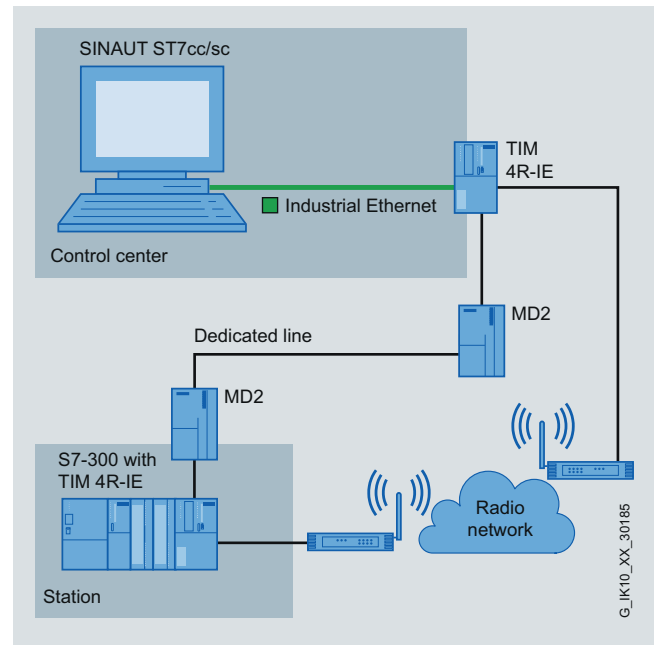 SINAUT ST7cc/sc
TIM
4R-IE
Industrial Ethernet
Control center
MD2
Dedicated line
MD2
S7-300 with
TIM 4R-IE
Radio
network
Station
G_IK10_XX_30185